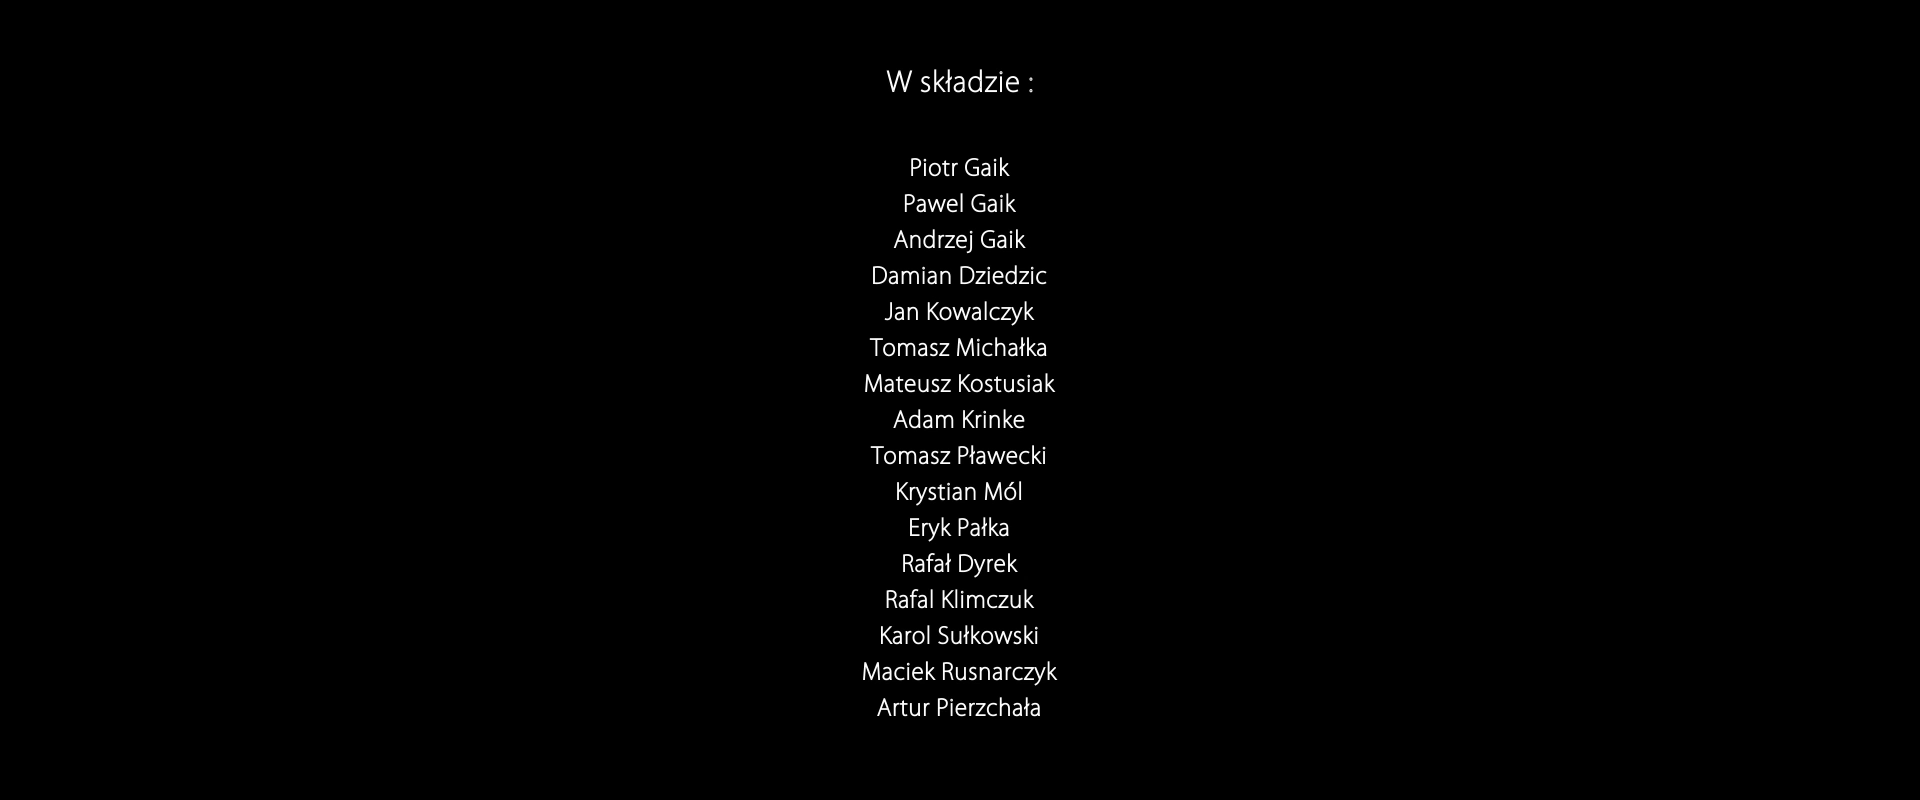 W składzie :
Piotr Gaik
Pawel Gaik
Andrzej Gaik
Damian Dziedzic
Jan Kowalczyk
Tomasz Michałka
Mateusz Kostusiak
Adam Krinke
Tomasz Pławecki
Krystian Mól
Eryk Pałka
Rafał Dyrek
Rafal Klimczuk
Karol Sułkowski
Maciek Rusnarczyk
Artur Pierzchała